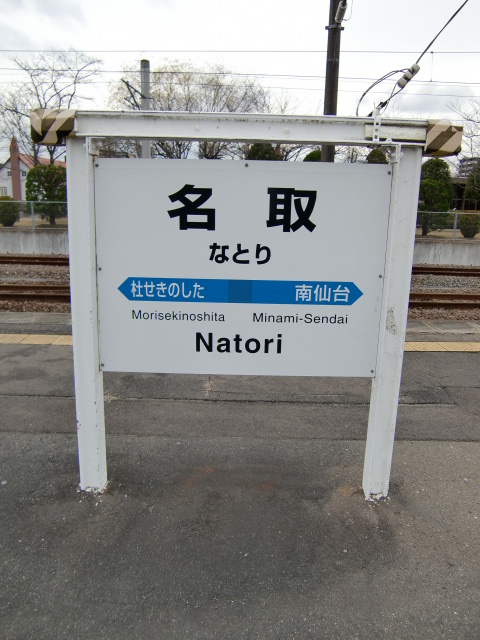 名 取
なとり
杜せきのした 南仙台
Morisekinoshita Minami-Sendai
Natori